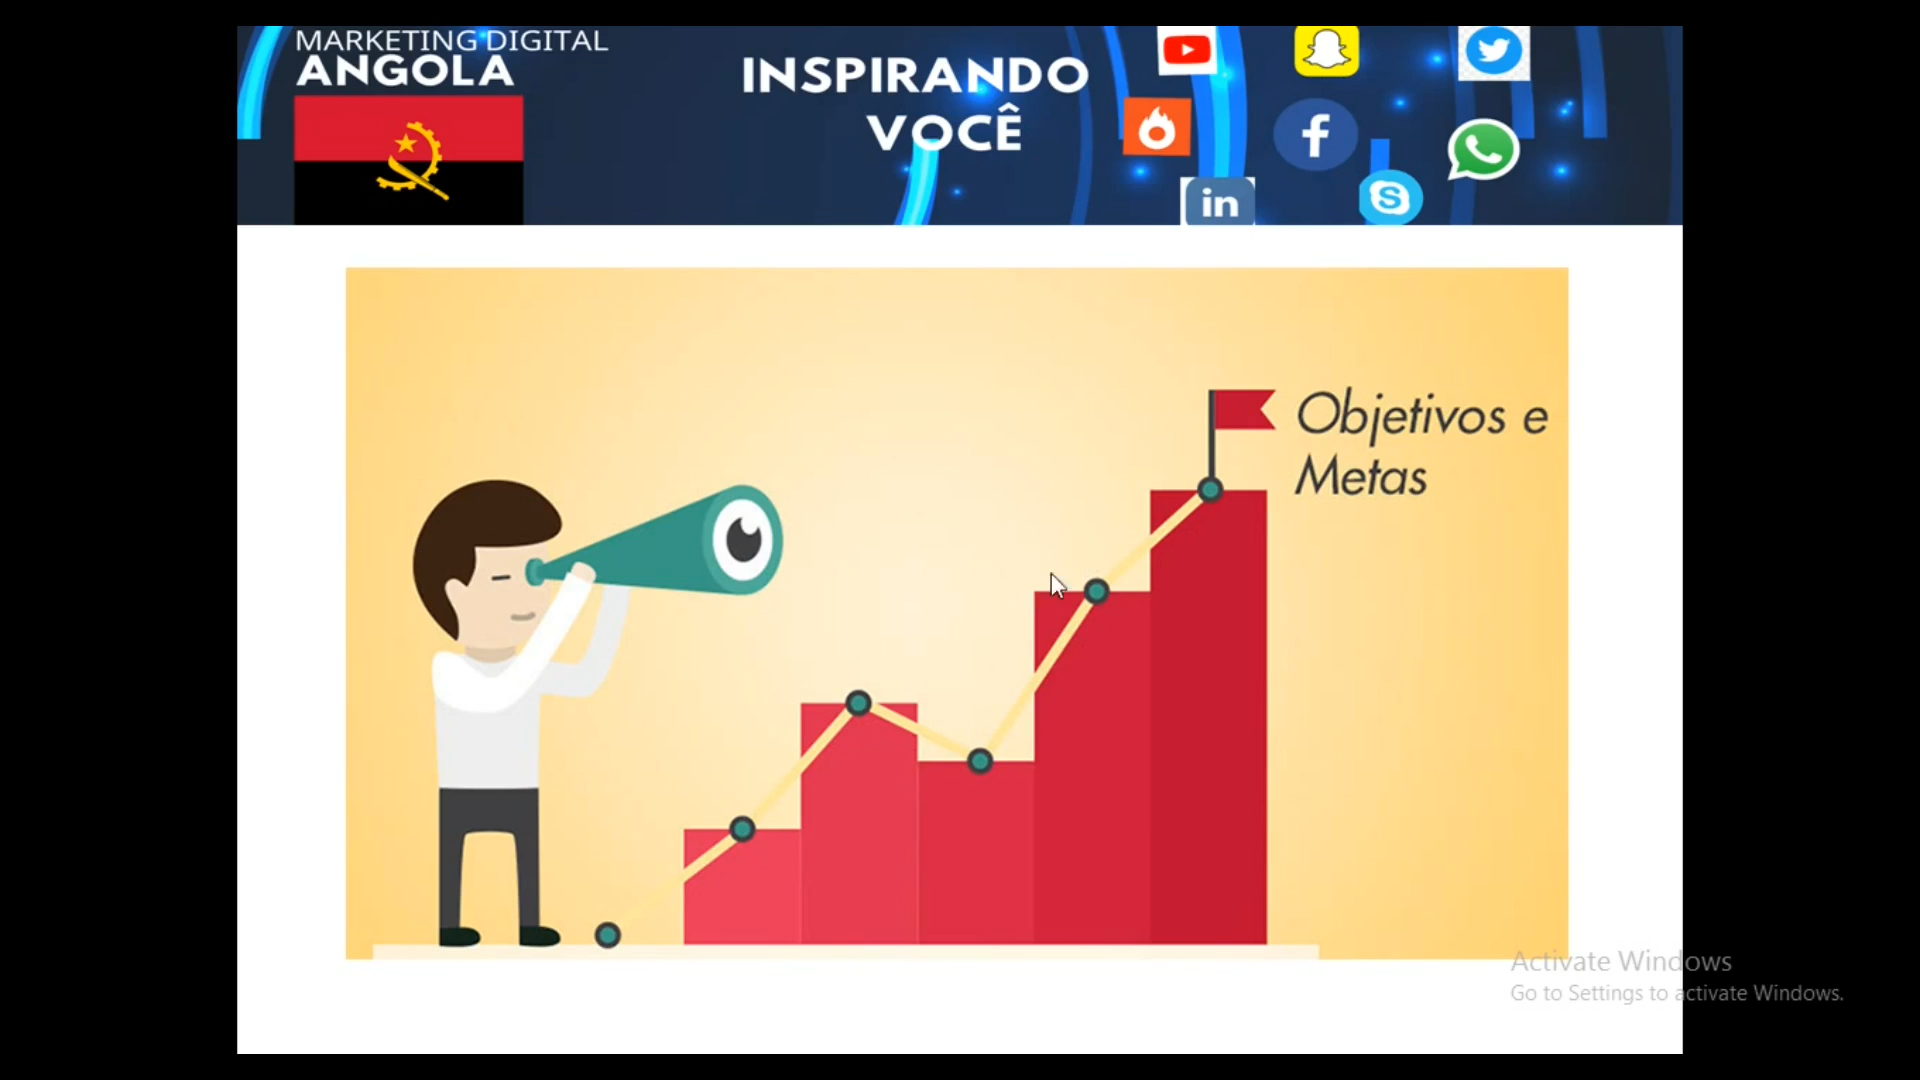 MARKETING DIGITAL
ANGOLA
INSPIRANDO
VOCÊ
f
in
S
Objetivos e
Metas
Activate Windows
Go to Settings to activate Windows.